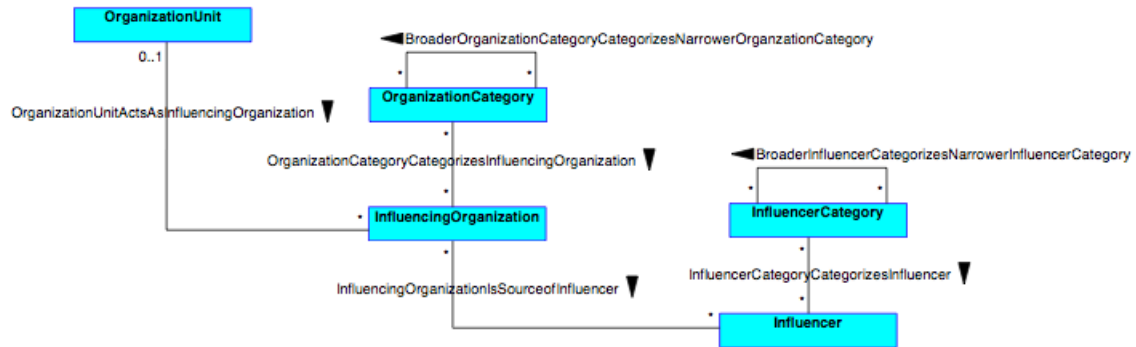 OrganizationUnit
0..1
BroaderOrganizationCategoryCategorizesNarrowerOrganzationCategory
* *
OrganizationCategory
OrganizationUnitActsAsInfluencingOrganization
*
OrganizationCategoryCategorizesInfluencingOrganization
BroaderInfluencerCategorizesNarrowerInfluencerCategory
* *
*
* InfluencingOrganization
InfluencerCategory
*
*
InfluencerCategoryCategorizesInfluencer
InfluencingOrganizationIsSourceofInfluencer
*
*
Influencer